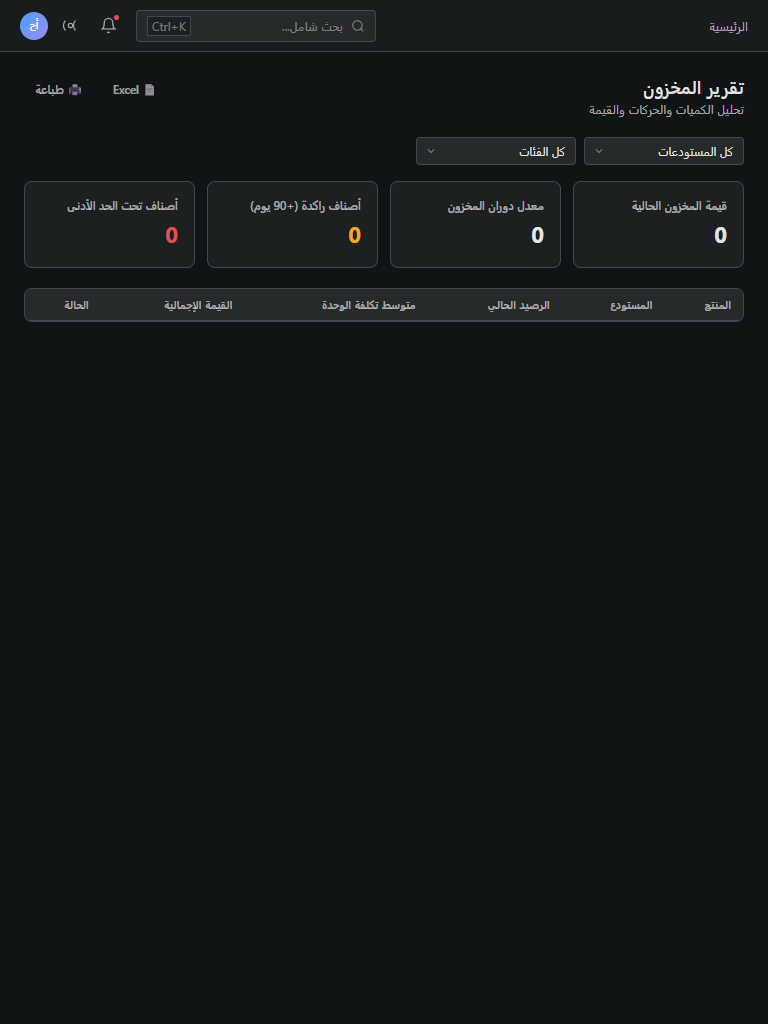 الرئيسية
بحث شامل...
Ctrl+K
أح
تقرير المخزون
تحليل الكميات والحركات والقيمة
Excel
طباعة
كل المستودعات
كل الفئات
قيمة المخزون الحالية
0
معدل دوران المخزون
0
أصناف راكدة (+90 يوم)
0
أصناف تحت الحد الأدنى
0
المنتج
المستودع
الرصيد الحالي
متوسط تكلفة الوحدة
القيمة الإجمالية
الحالة